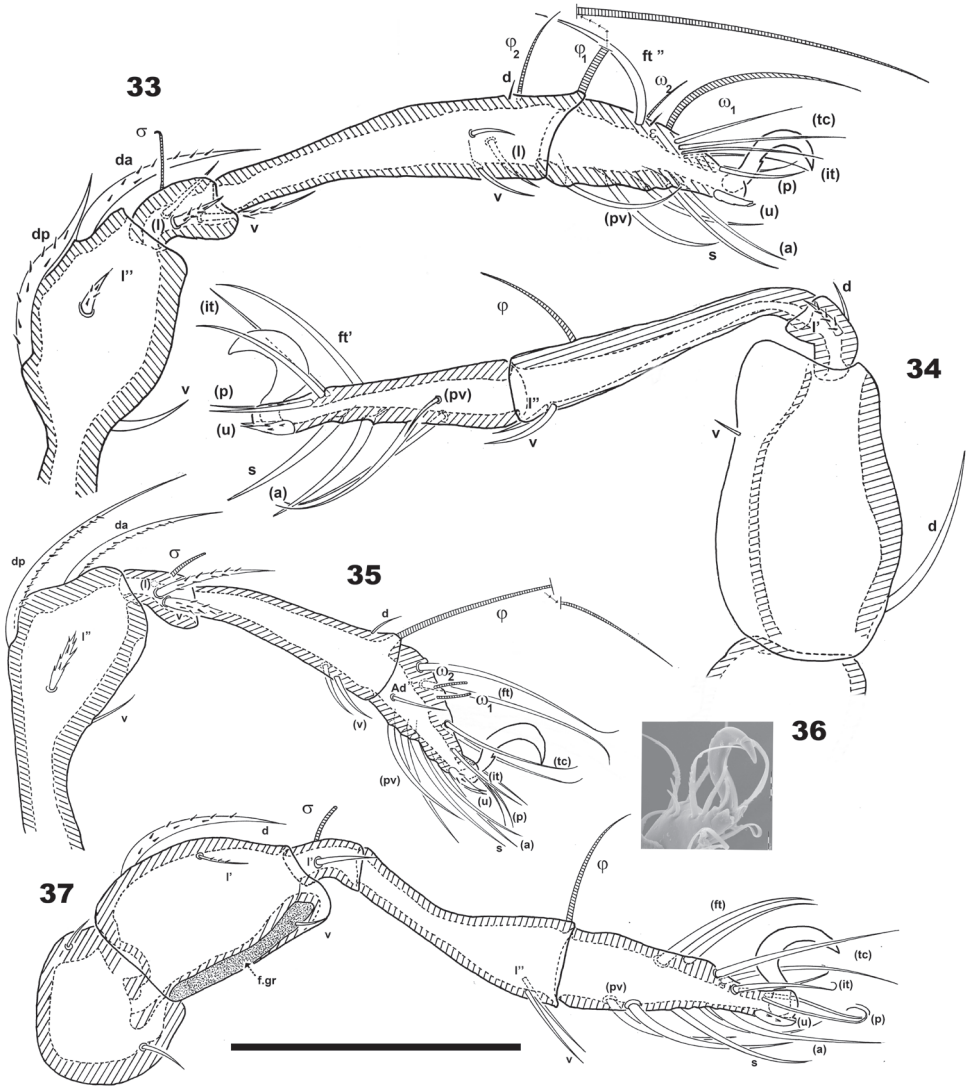 33
σ
da
dp
(l)
l''
v
v
φ2
d
φ1
ft ''
ω2
ω1
(tc)
(it)
(p)
(u)
(l)
v
(pv)
s
(a)
34
(it)
ft'
φ
d
l'
(p)
(u)
(pv)
l''
v
s
(a)
v
d
35
dp
da
σ
(l)
v
l''
v
d
φ
Ad''
ω2
ω1
(ft)
(v)
(tc)
(it)
(u)
(p)
(pv)
s
(a)
36
37
d
σ
l'
l'
v
f.gr
φ
(ft)
(tc)
(it)
(u)
(p)
(pv)
l''
v
s
(a)